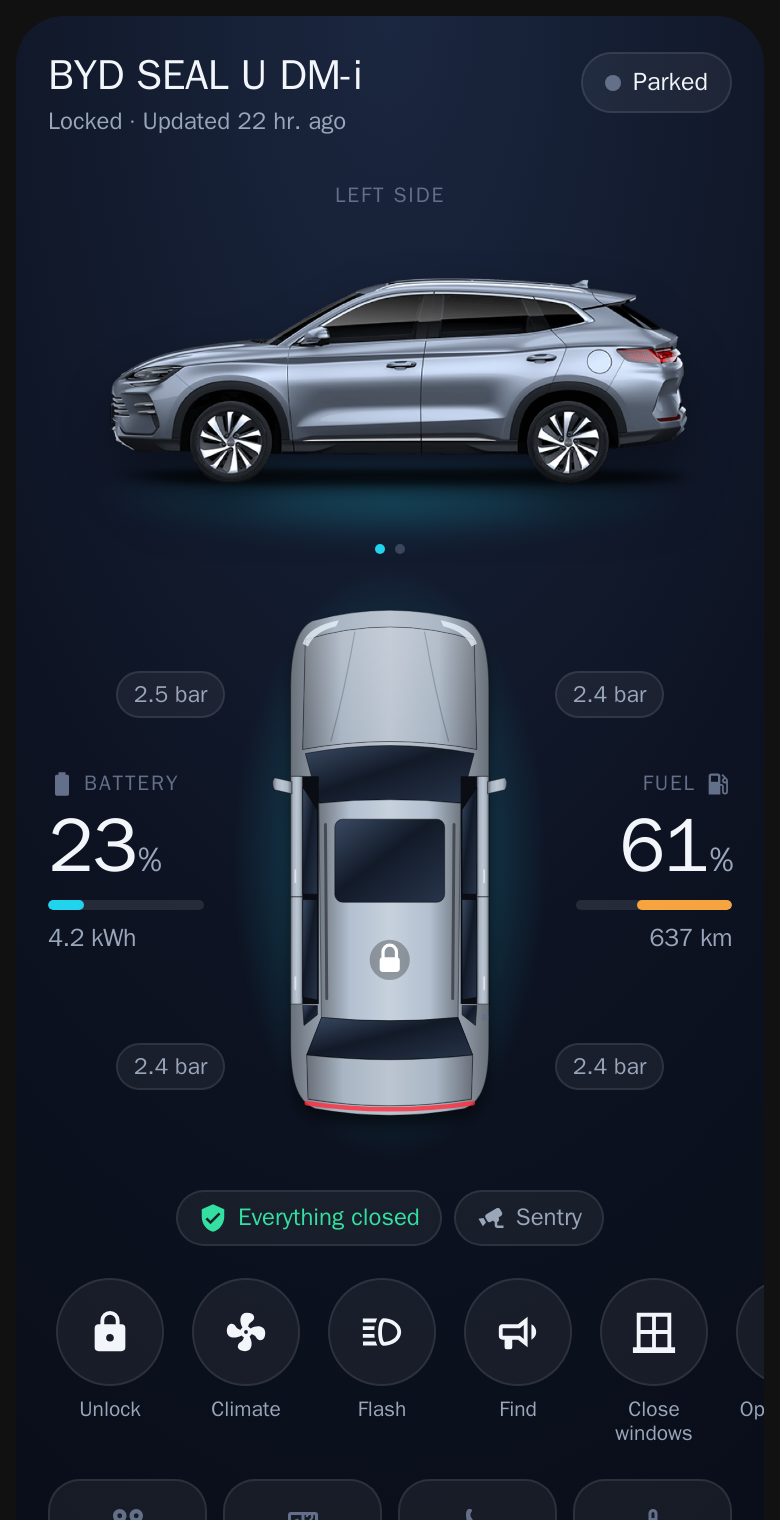 BYD SEAL U DM-i
Parked
Locked · Updated 22 hr. ago
LEFT SIDE
2.5 bar
2.4 bar
BATTERY
FUEL
23%
61%
4.2 kWh
637 km
2.4 bar
2.4 bar
Everything closed
Sentry
Unlock
Climate
Flash
Find
Close
windows
Op